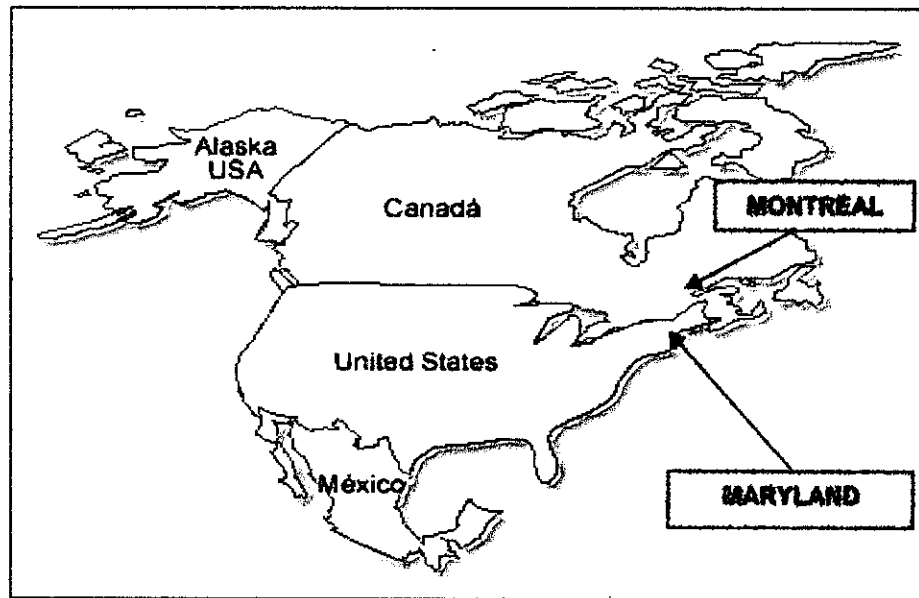 Alaska
USA
Canadá
MONTREAL
United States
México
MARYLAND